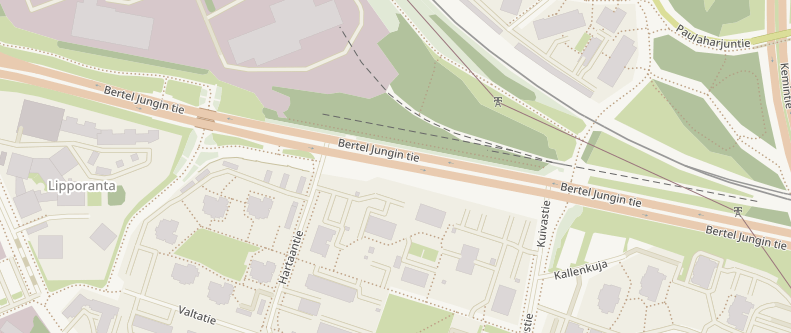 Paulaharjuntie
Kemintie
Bertel Jungin tie
Bertel Jungin tie
Lipporanta
Bertel Jungin tie
Kuivastie
Bertel Jungin tie
Hartaantie
Kallenkuja
Valtatie
stie